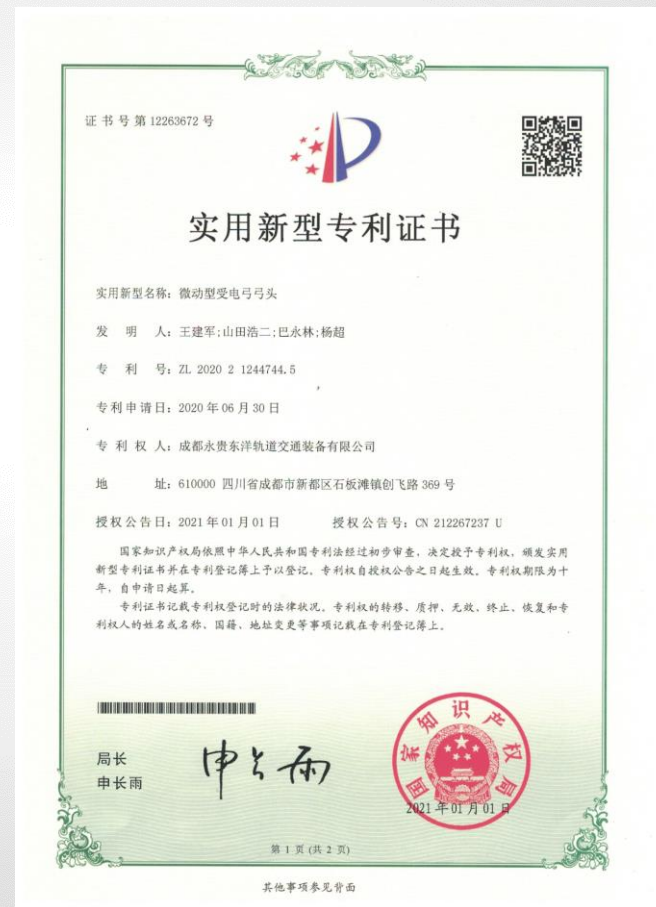 证书号第12263672号
实用新型专利证书
实用新型名称：微动型受电弓弓头
发明人：王建军;山田浩二;巴永林;杨超
专利号：ZL 2020 2 1244744.5
专利申请日：2020年06月30日
专利权人：成都永贵东洋轨道交通装备有限公司
地址：610000 四川省成都市新都区石板滩镇创飞路369号
授权公告日：2021年01月01日 授权公告号：CN 212267237 U
国家知识产权局依照中华人民共和国专利法经过初步审查，决定授予专利权，颁发实用
新型专利证书并在专利登记簿上予以登记。专利权自授权公告之日起生效。专利权期限为十
年，自申请日起算。
专利证书记载专利权登记时的法律状况。专利权的转移、质押、无效、终止、恢复和专
利权人的姓名或名称、国籍、地址变更等事项记载在专利登记簿上。
局长
申长雨
申长雨
国家知识产权局
2021年01月01日
第 1 页 (共 2 页)
其他事项参见背面